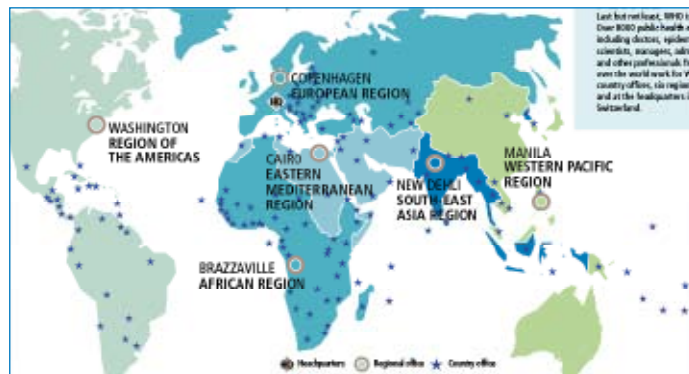 Last but not least, WHO is
Over 8000 public health
including doctors, epidem
scientists, managers, adm
and other professionals f
over the world work for W
country offices, six region
and at the headquarters
Switzerland.
COPENHAGEN
EUROPEAN REGION
HQ
WASHINGTON
REGION OF
THE AMERICAS
CAIRO
EASTERN
MEDITERRANEAN
REGION
NEW DEHLI
SOUTH-EAST
ASIA REGION
MANILA
WESTERN PACIFIC
REGION
BRAZZAVILLE
AFRICAN REGION
Headquarters
Regional office
Country office